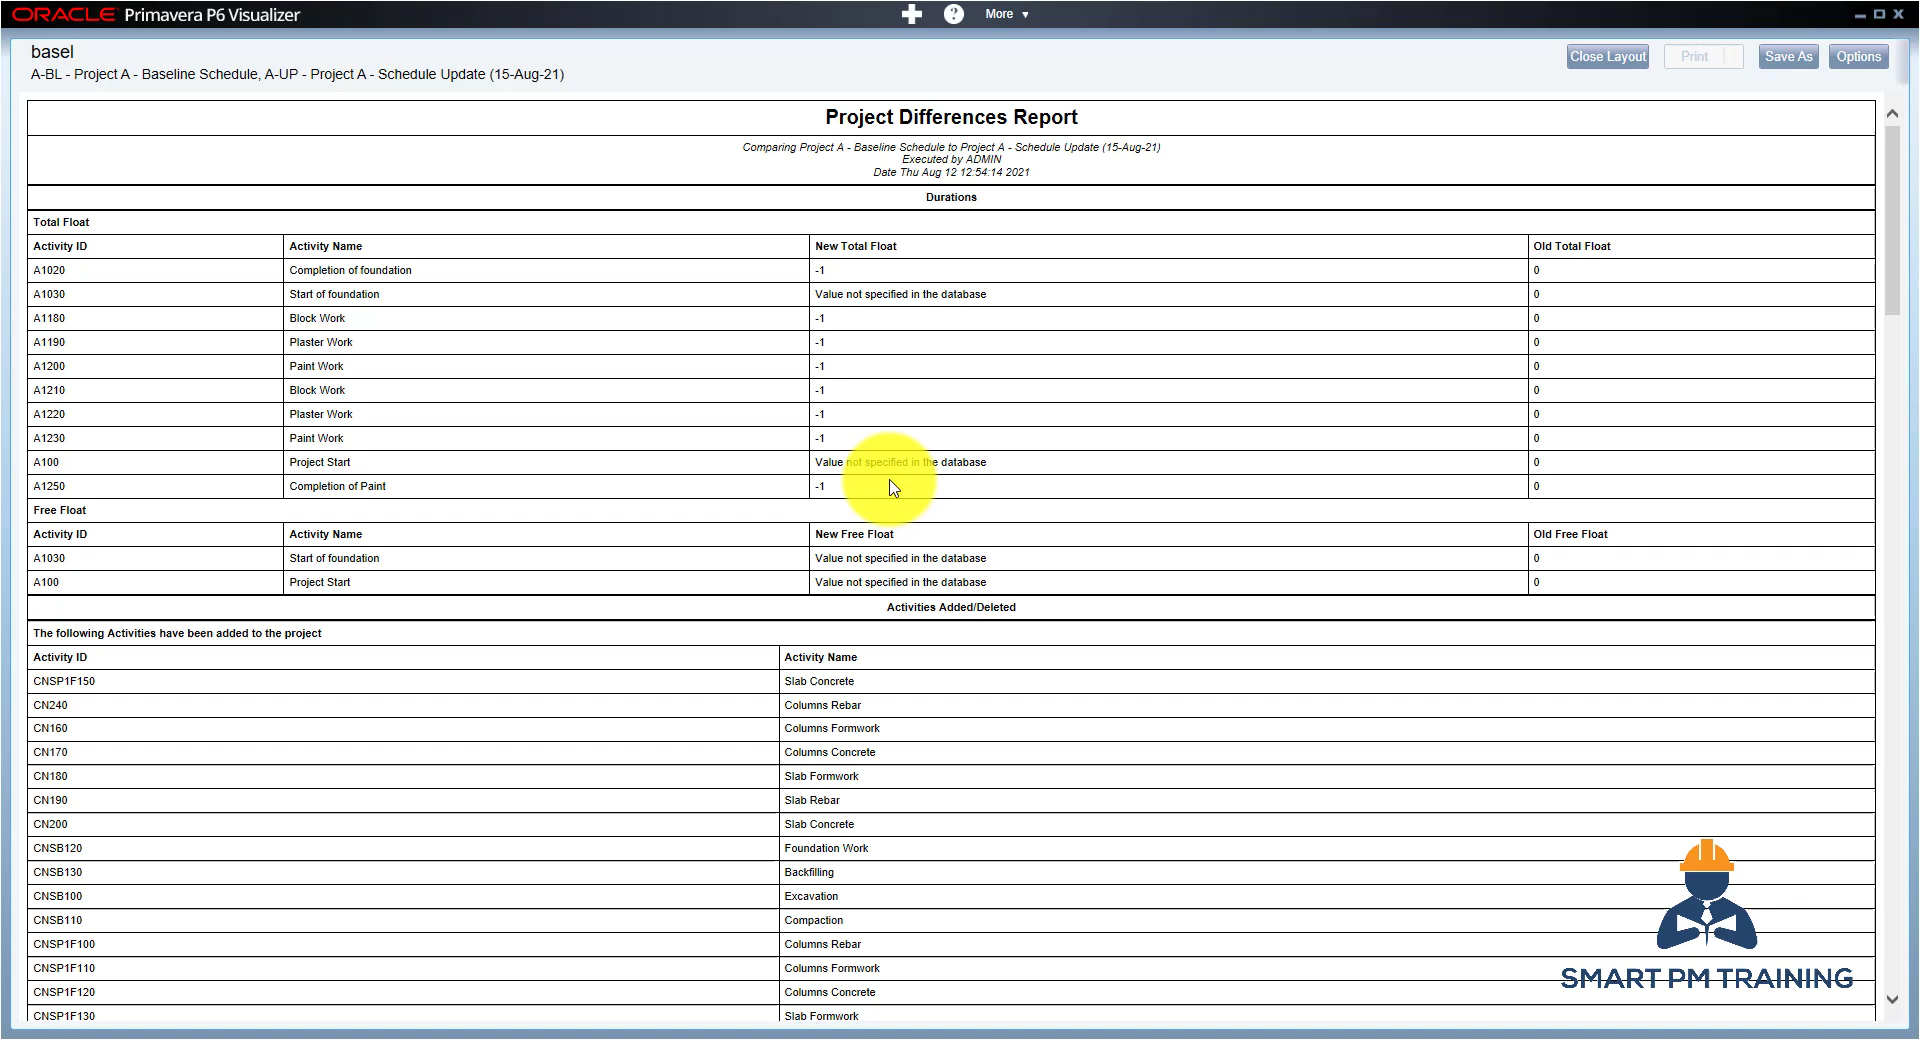 ORACLE Primavera P6 Visualizer More
basel
A-BL - Project A - Baseline Schedule, A-UP - Project A - Schedule Update (15-Aug-21)
Close Layout Print Save As Options
Project Differences Report
Comparing Project A - Baseline Schedule to Project A - Schedule Update (15-Aug-21)
Executed by ADMIN
Date Thu Aug 12 12:54:14 2021
Durations
Total Float
Activity ID Activity Name New Total Float Old Total Float
A1020 Completion of foundation -1 0
A1030 Start of foundation Value not specified in the database 0
A1180 Block Work -1 0
A1190 Plaster Work -1 0
A1200 Paint Work -1 0
A1210 Block Work -1 0
A1220 Plaster Work -1 0
A1230 Paint Work -1 0
A100 Project Start Value not specified in the database 0
A1250 Completion of Paint -1 0
Free Float
Activity ID Activity Name New Free Float Old Free Float
A1030 Start of foundation Value not specified in the database 0
A100 Project Start Value not specified in the database 0
Activities Added/Deleted
The following Activities have been added to the project
Activity ID Activity Name
CNSP1F150 Slab Concrete
CN240 Columns Rebar
CN160 Columns Formwork
CN170 Columns Concrete
CN180 Slab Formwork
CN190 Slab Rebar
CN200 Slab Concrete
CNSB120 Foundation Work
CNSB130 Backfilling
CNSB100 Excavation
CNSB110 Compaction
CNSP1F100 Columns Rebar
CNSP1F110 Columns Formwork
CNSP1F120 Columns Concrete
CNSP1F130 Slab Formwork
SMART PM TRAINING